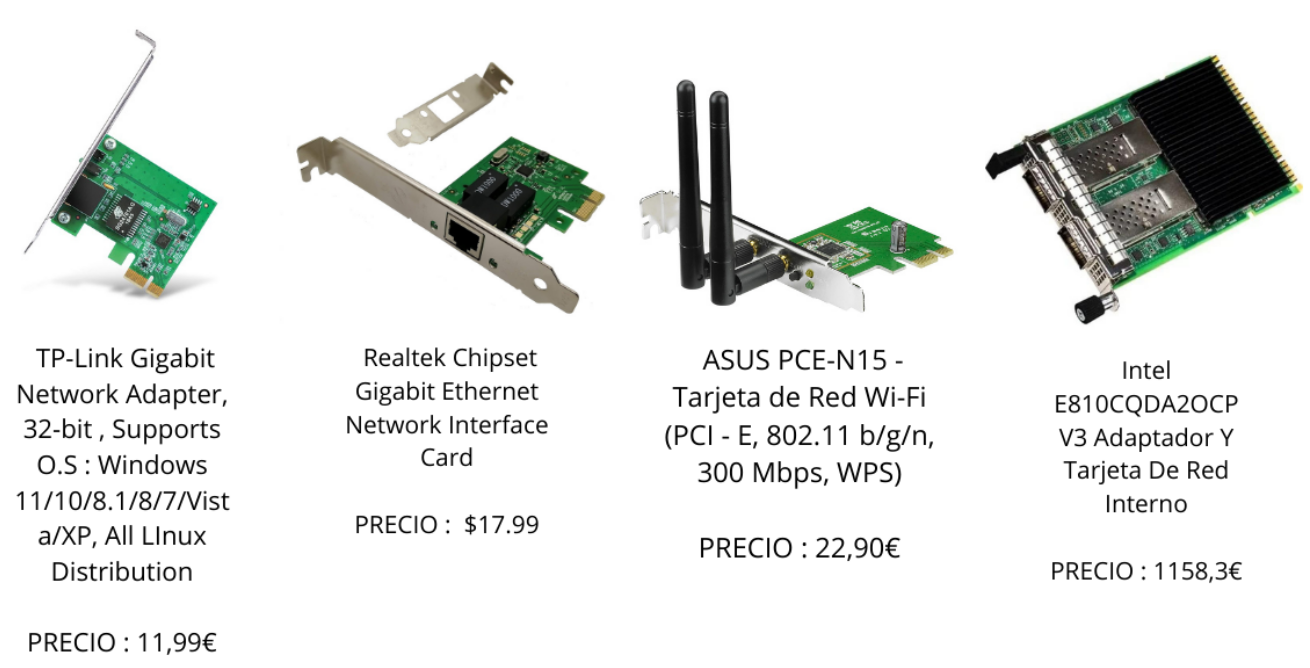 TP-Link Gigabit
Network Adapter,
32-bit , Supports
O.S : Windows
11/10/8.1/8/7/Vist
a/XP, All LInux
Distribution
PRECIO : 11,99€
Realtek Chipset
Gigabit Ethernet
Network Interface
Card
PRECIO : $17.99
ASUS PCE-N15 -
Tarjeta de Red Wi-Fi
(PCI - E, 802.11 b/g/n,
300 Mbps, WPS)
PRECIO : 22,90€
Intel
E810CQDA2OCP
V3 Adaptador Y
Tarjeta De Red
Interno
PRECIO : 1158,3€